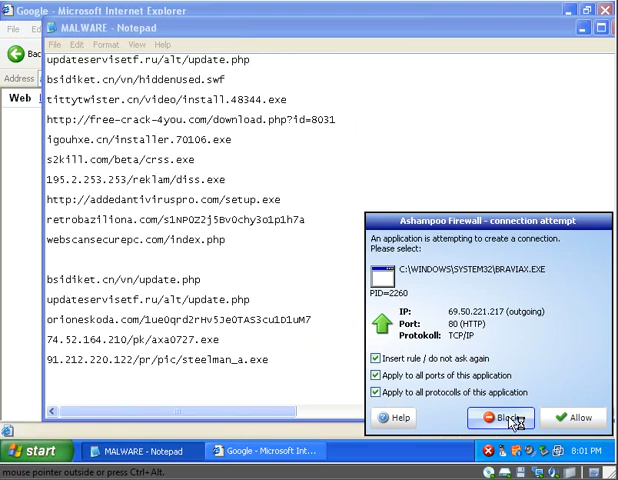 Google - Microsoft Internet Explorer
File
MALWARE - Notepad
File Edit Format View Help
Bac
Address
Web
updateservisetf.ru/alt/update.php
bsidiket.cn/vn/hiddenused.swf
tittytwister.cn/video/install.48344.exe
http://free-crack-4you.com/download.php?id=8031
igouhxe.cn/installer.70106.exe
s2kill.com/beta/crss.exe
195.2.253.253/reklam/diss.exe
http://addedantiviruspro.com/setup.exe
retrobaziliona.com/s1NP0Z2j5Bv0chy3o1p1h7a
webscansecurepc.com/index.php
bsidiket.cn/vn/update.php
updateservisetf.ru/alt/update.php
orioneskoda.com/1ue0qrd2rHv5Je0TAS3cu1D1uM7
74.52.164.210/pk/axa0727.exe
91.212.220.122/pr/pic/steelman_a.exe
Ashampoo Firewall - connection attempt
An application is attempting to create a connection.
Please select:
C:\WINDOWS\SYSTEM32\BRAVIAX.EXE
PID=2260
IP: 69.50.221.217 (outgoing)
Port: 80 (HTTP)
Protokoll: TCP/IP
Insert rule / do not ask again
Apply to all ports of this application
Apply to all protocolls of this application
Help Block Allow
start MALWARE - Notepad Google - Microsoft Int... 8:01 PM
mouse pointer outside or press Ctrl+Alt.